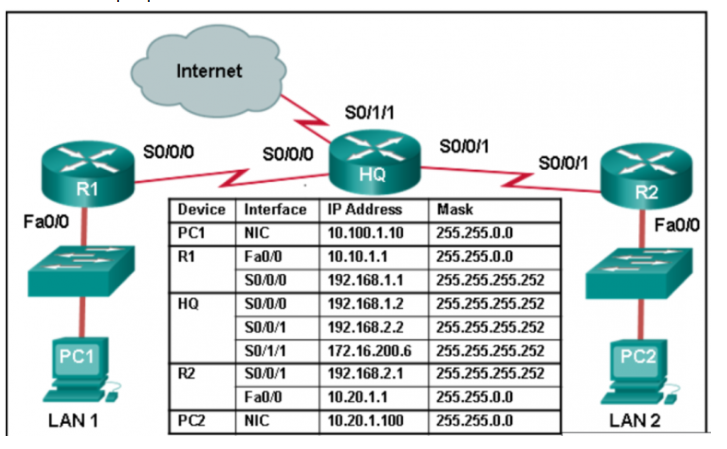 Internet
S0/1/1
S0/0/0 S0/0/0 S0/0/1 S0/0/1
R1 HQ R2
Fa0/0 Fa0/0
Device Interface IP Address Mask
PC1 NIC 10.100.1.10 255.255.0.0
R1 Fa0/0 10.10.1.1 255.255.0.0
S0/0/0 192.168.1.1 255.255.255.252
HQ S0/0/0 192.168.1.2 255.255.255.252
S0/0/1 192.168.2.2 255.255.255.252
S0/1/1 172.16.200.6 255.255.255.252
R2 S0/0/1 192.168.2.1 255.255.255.252
Fa0/0 10.20.1.1 255.255.0.0
PC2 NIC 10.20.1.100 255.255.0.0
PC1 PC2
LAN 1 LAN 2